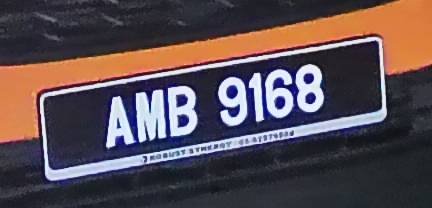 AMB 9168
ROBUST SYNERGY